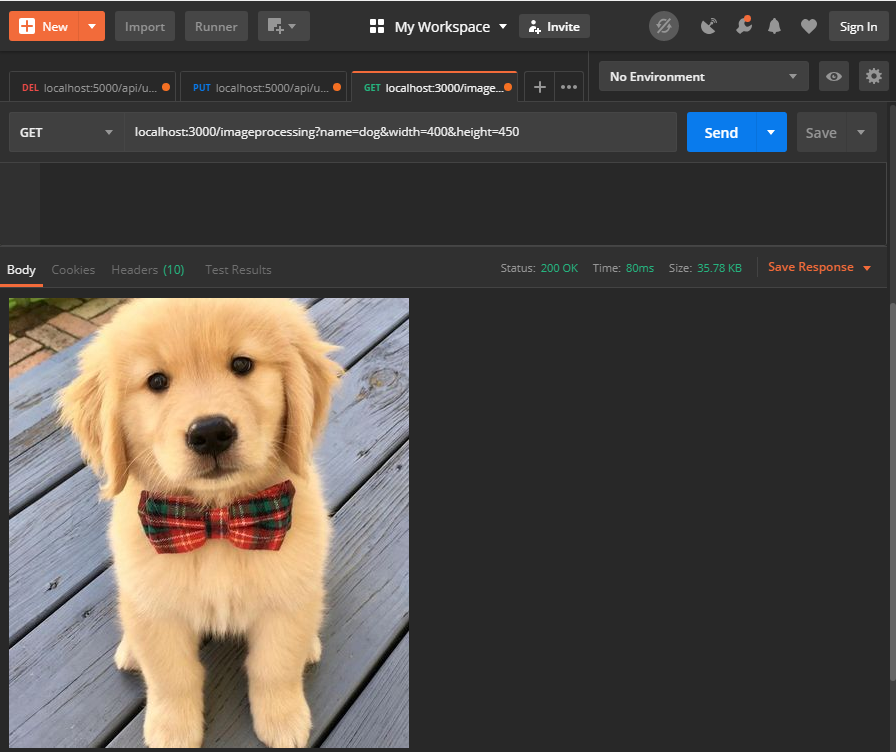 New Import Runner My Workspace Invite Sign In
DEL localhost:5000/api/u... PUT localhost:5000/api/u... GET localhost:3000/image... No Environment
GET localhost:3000/imageprocessing?name=dog&width=400&height=450 Send Save
Body Cookies Headers (10) Test Results Status: 200 OK Time: 80ms Size: 35.78 KB Save Response